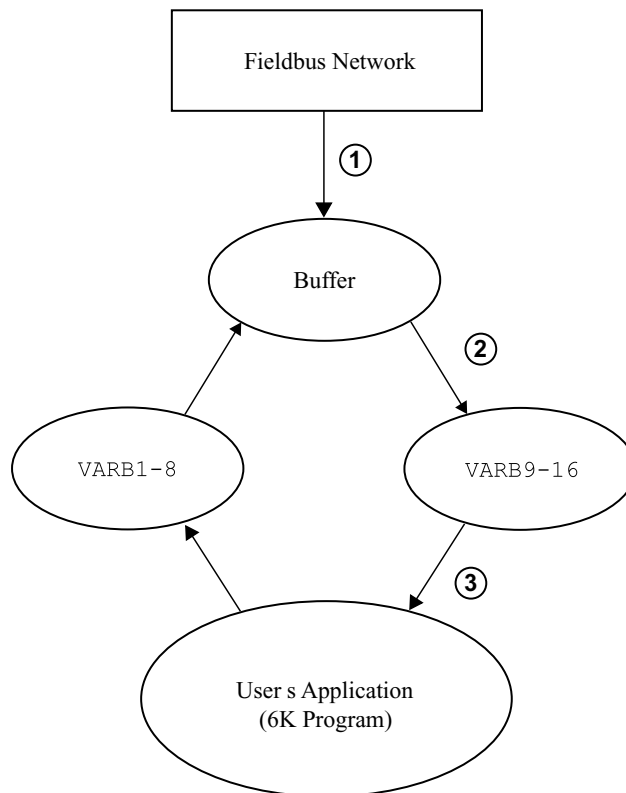 Fieldbus Network
1
Buffer
2
VARB1-8
VARB9-16
3
User s Application
(6K Program)